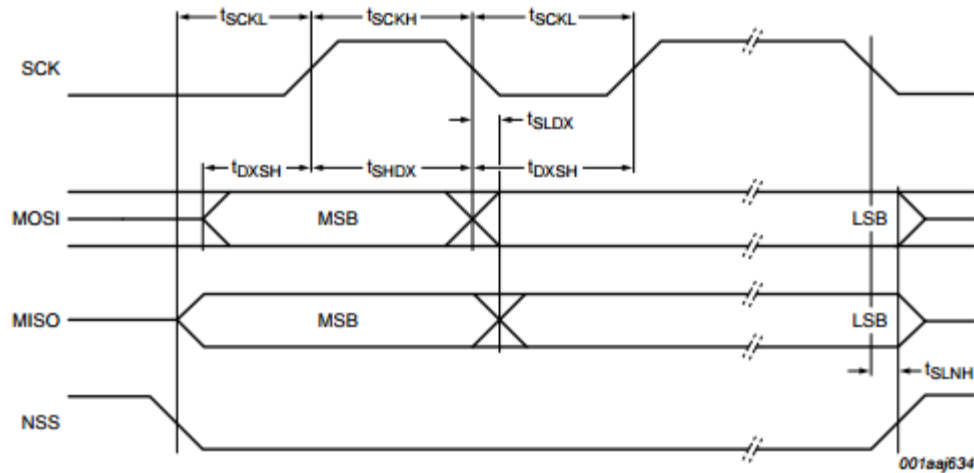 tSCKL tSCKH tSCKL
SCK
tSLDX
tDXSH tSHDX tDXSH
MOSI MSB LSB
MISO MSB LSB
tSLNH
NSS
001aaj634